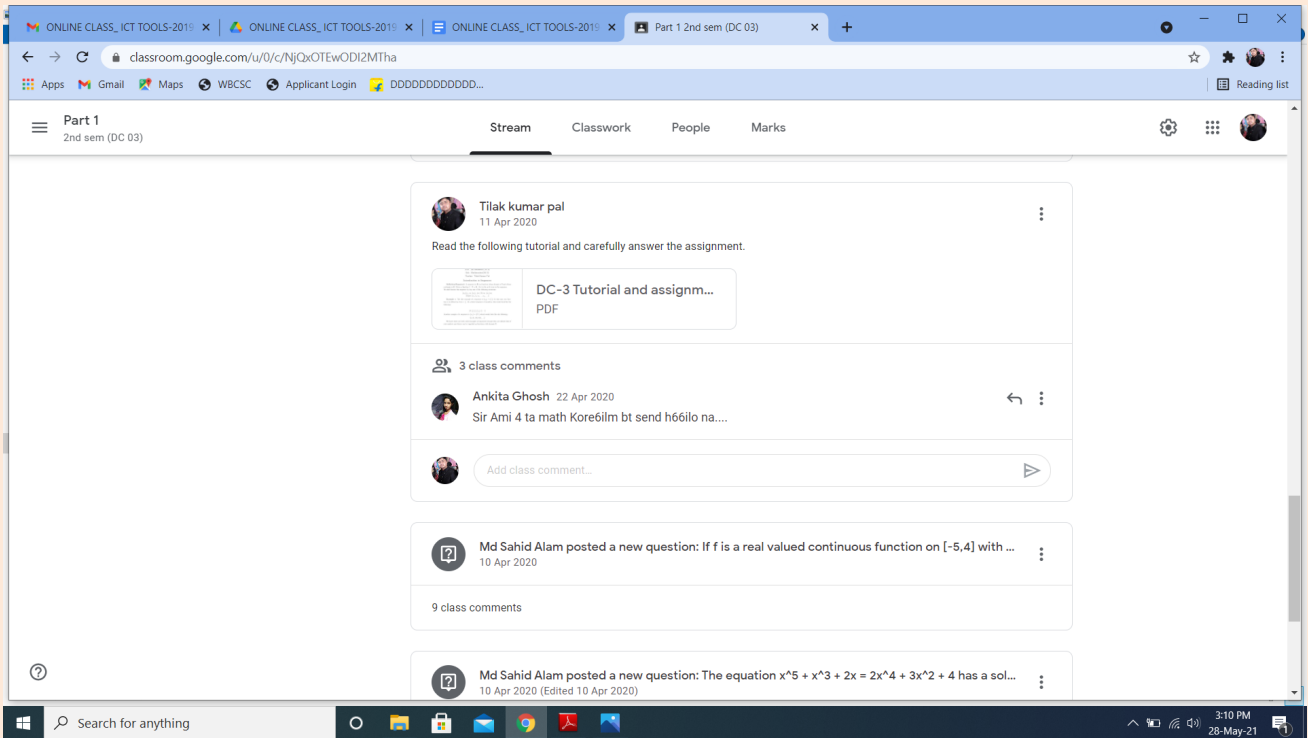 ONLINE CLASS_ ICT TOOLS-2019
ONLINE CLASS_ ICT TOOLS-2019
ONLINE CLASS_ ICT TOOLS-2019
Part 1 2nd sem (DC 03)
classroom.google.com/u/0/c/NjQxOTEwODI2MTha
Apps
Gmail
Maps
WBCSC
Applicant Login
DDDDDDDDDDDD...
Reading list
Part 1
2nd sem (DC 03)
Stream
Classwork
People
Marks
Tilak kumar pal
11 Apr 2020
Read the following tutorial and carefully answer the assignment.
DC-3 Tutorial and assignm...
PDF
3 class comments
Ankita Ghosh 22 Apr 2020
Sir Ami 4 ta math Kore6ilm bt send h66ilo na....
Add class comment...
Md Sahid Alam posted a new question: If f is a real valued continuous function on [-5,4] with ...
10 Apr 2020
9 class comments
Md Sahid Alam posted a new question: The equation x^5 + x^3 + 2x = 2x^4 + 3x^2 + 4 has a sol...
10 Apr 2020 (Edited 10 Apr 2020)
Search for anything
3:10 PM
28-May-21
1